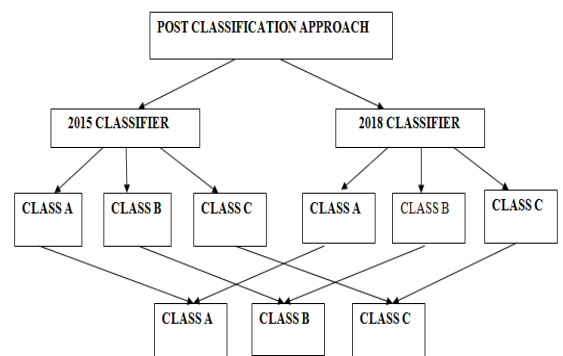 POST CLASSIFICATION APPROACH
2015 CLASSIFIER
2018 CLASSIFIER
CLASS A
CLASS B
CLASS C
CLASS A
CLASS B
CLASS C
CLASS A
CLASS B
CLASS C